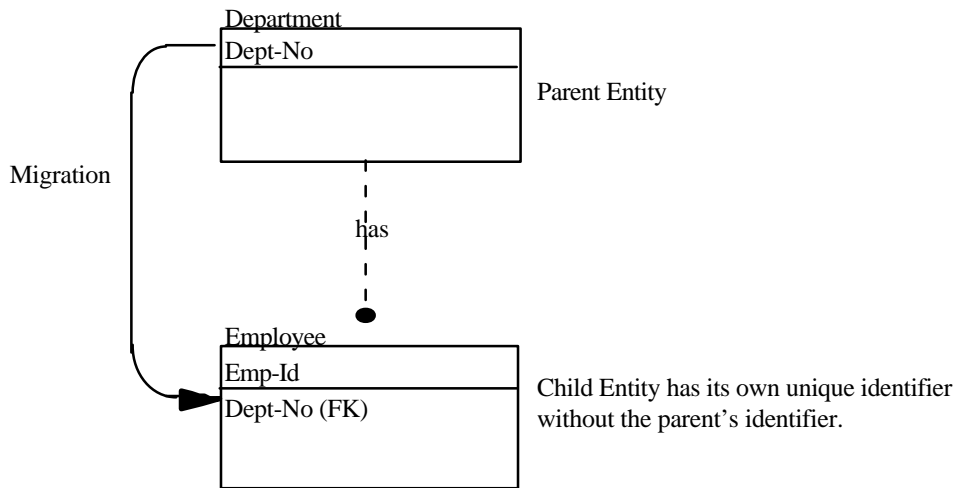 Department
Dept-No
Parent Entity
Migration
has
Employee
Emp-Id
Dept-No (FK)
Child Entity has its own unique identifier
without the parent’s identifier.